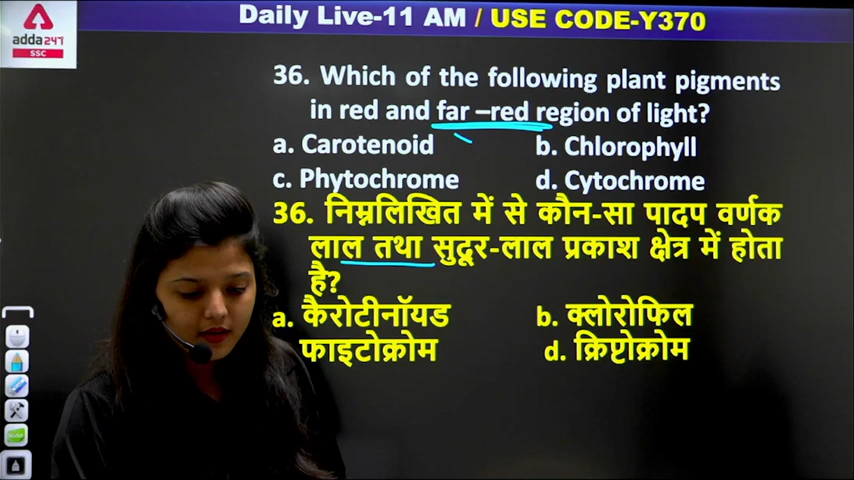 Daily Live-11 AM / USE CODE-Y370
adda247
SSC
36. Which of the following plant pigments
in red and far –red region of light?
a. Carotenoid b. Chlorophyll
c. Phytochrome d. Cytochrome
36. निम्नलिखित में से कौन-सा पादप वर्णक
लाल तथा सुदूर-लाल प्रकाश क्षेत्र में होता
है?
a. कैरोटीनॉयड b. क्लोरोफिल
फाइटोक्रोम d. क्रिप्टोक्रोम